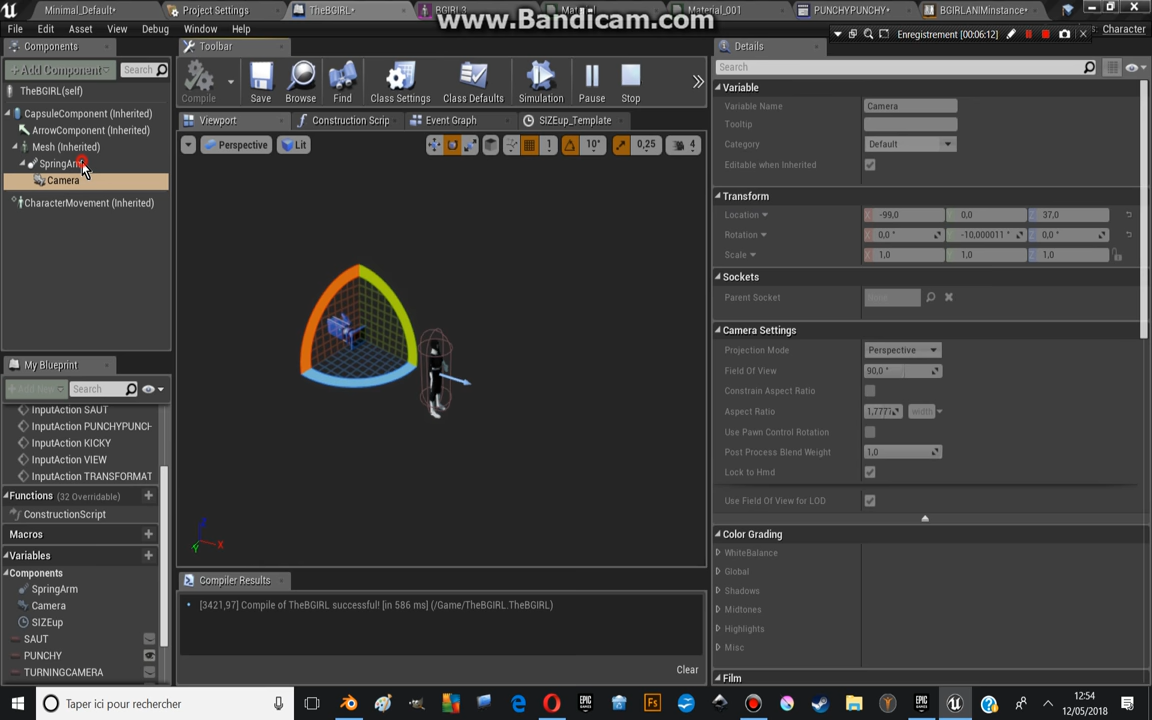 www.Bandicam.com
Minimal_Default•
Project Settings
TheBGIRL•
BGIRL3
Material_001
PUNCHYPUNCHY•
BGIRLANIMinstance•
File Edit Asset View Debug Window Help
Enregistrement [00:06:12]
Character
Components
Toolbar
Details
+Add Component
Search
Compile
Save
Browse
Find
Class Settings
Class Defaults
Simulation
Pause
Stop
Search
TheBGIRL(self)
CapsuleComponent (Inherited)
ArrowComponent (Inherited)
Mesh (Inherited)
SpringArm
Camera
CharacterMovement (Inherited)
Viewport
Construction Scrip
Event Graph
SIZEup_Template
Perspective
Lit
1
10°
0,25
4
X
Y
Variable
Variable Name Camera
Tooltip
Category Default
Editable when Inherited
Transform
Location -99,0 0,0 37,0
Rotation 0,0 ° -10,000011 ° 0,0 °
Scale 1,0 1,0 1,0
Sockets
Parent Socket
Camera Settings
Projection Mode Perspective
Field Of View 90,0 °
Constrain Aspect Ratio
Aspect Ratio 1,7777 width
Use Pawn Control Rotation
Post Process Blend Weight 1,0
Lock to Hmd
Use Field Of View for LOD
Color Grading
WhiteBalance
Global
Shadows
Midtones
Highlights
Misc
Film
My Blueprint
Search
InputAction SAUT
InputAction PUNCHYPUNCH
InputAction KICKY
InputAction VIEW
InputAction TRANSFORMAT
Functions (32 Overridable)
ConstructionScript
Macros
Variables
Components
SpringArm
Camera
SIZEup
SAUT
PUNCHY
TURNINGCAMERA
Compiler Results
• [3421,97] Compile of TheBGIRL successful! [in 586 ms] (/Game/TheBGIRL.TheBGIRL)
Clear
Taper ici pour rechercher
12:54
12/05/2018